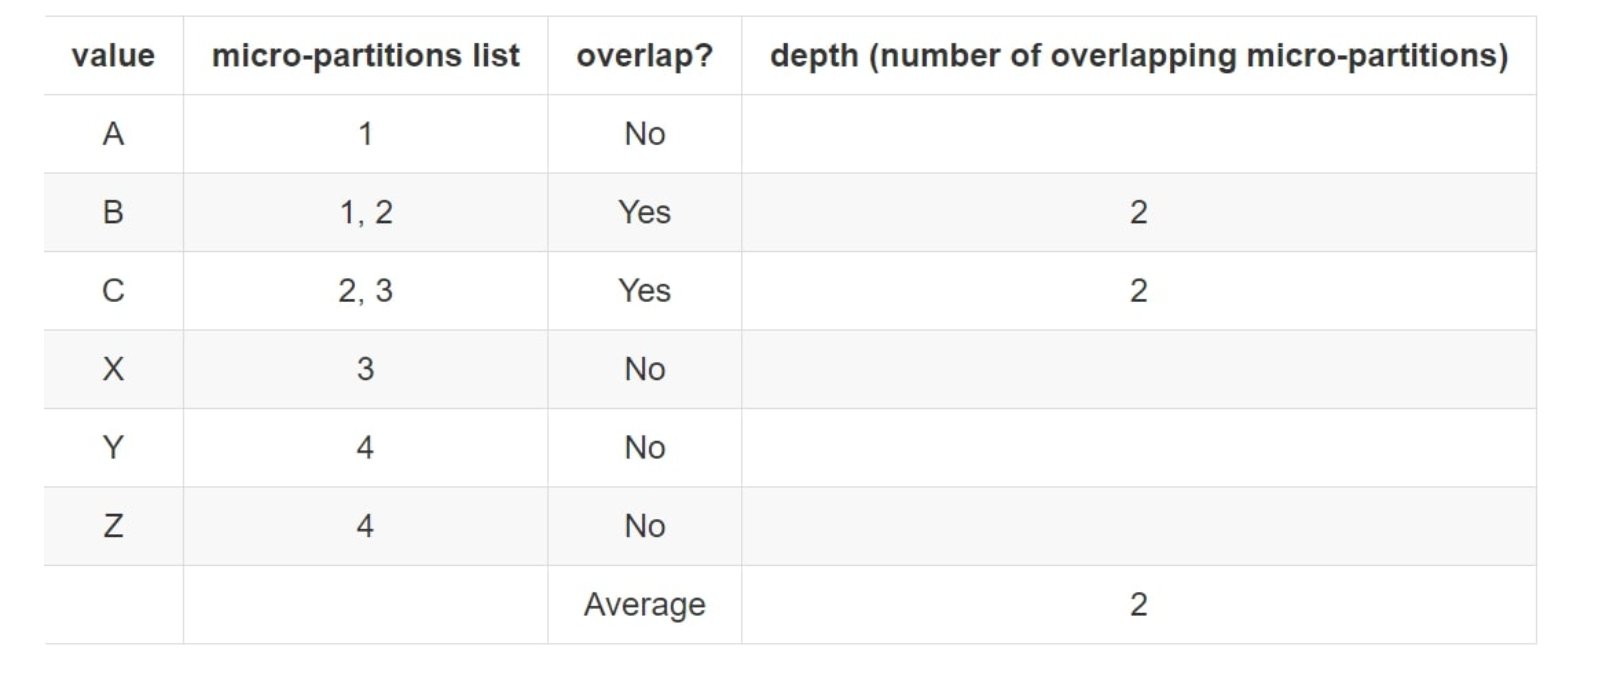 value micro-partitions list overlap? depth (number of overlapping micro-partitions)
A 1 No
B 1, 2 Yes 2
C 2, 3 Yes 2
X 3 No
Y 4 No
Z 4 No
Average 2